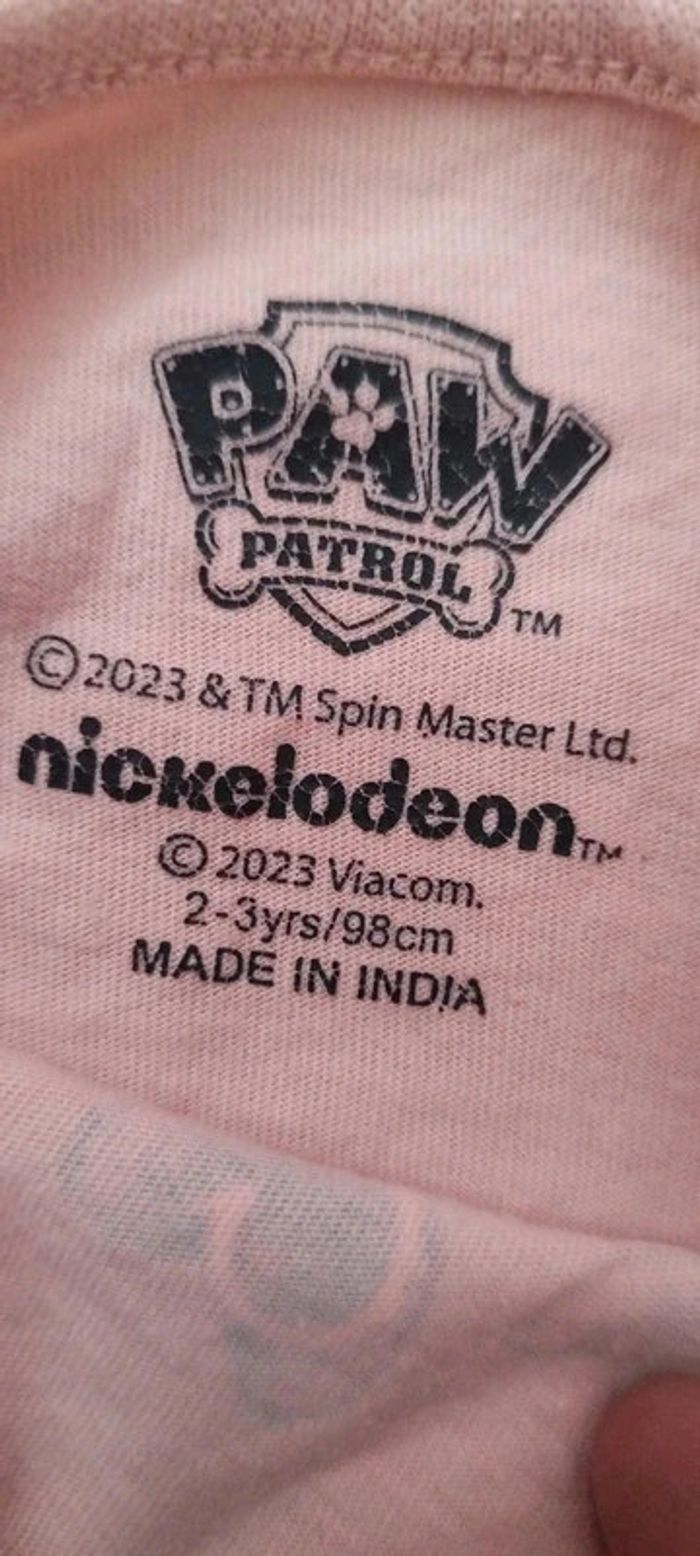 PAW
PATROL TM
©2023 & TM Spin Master Ltd.
nickelodeon TM
© 2023 Viacom.
2-3yrs/98cm
MADE IN INDIA